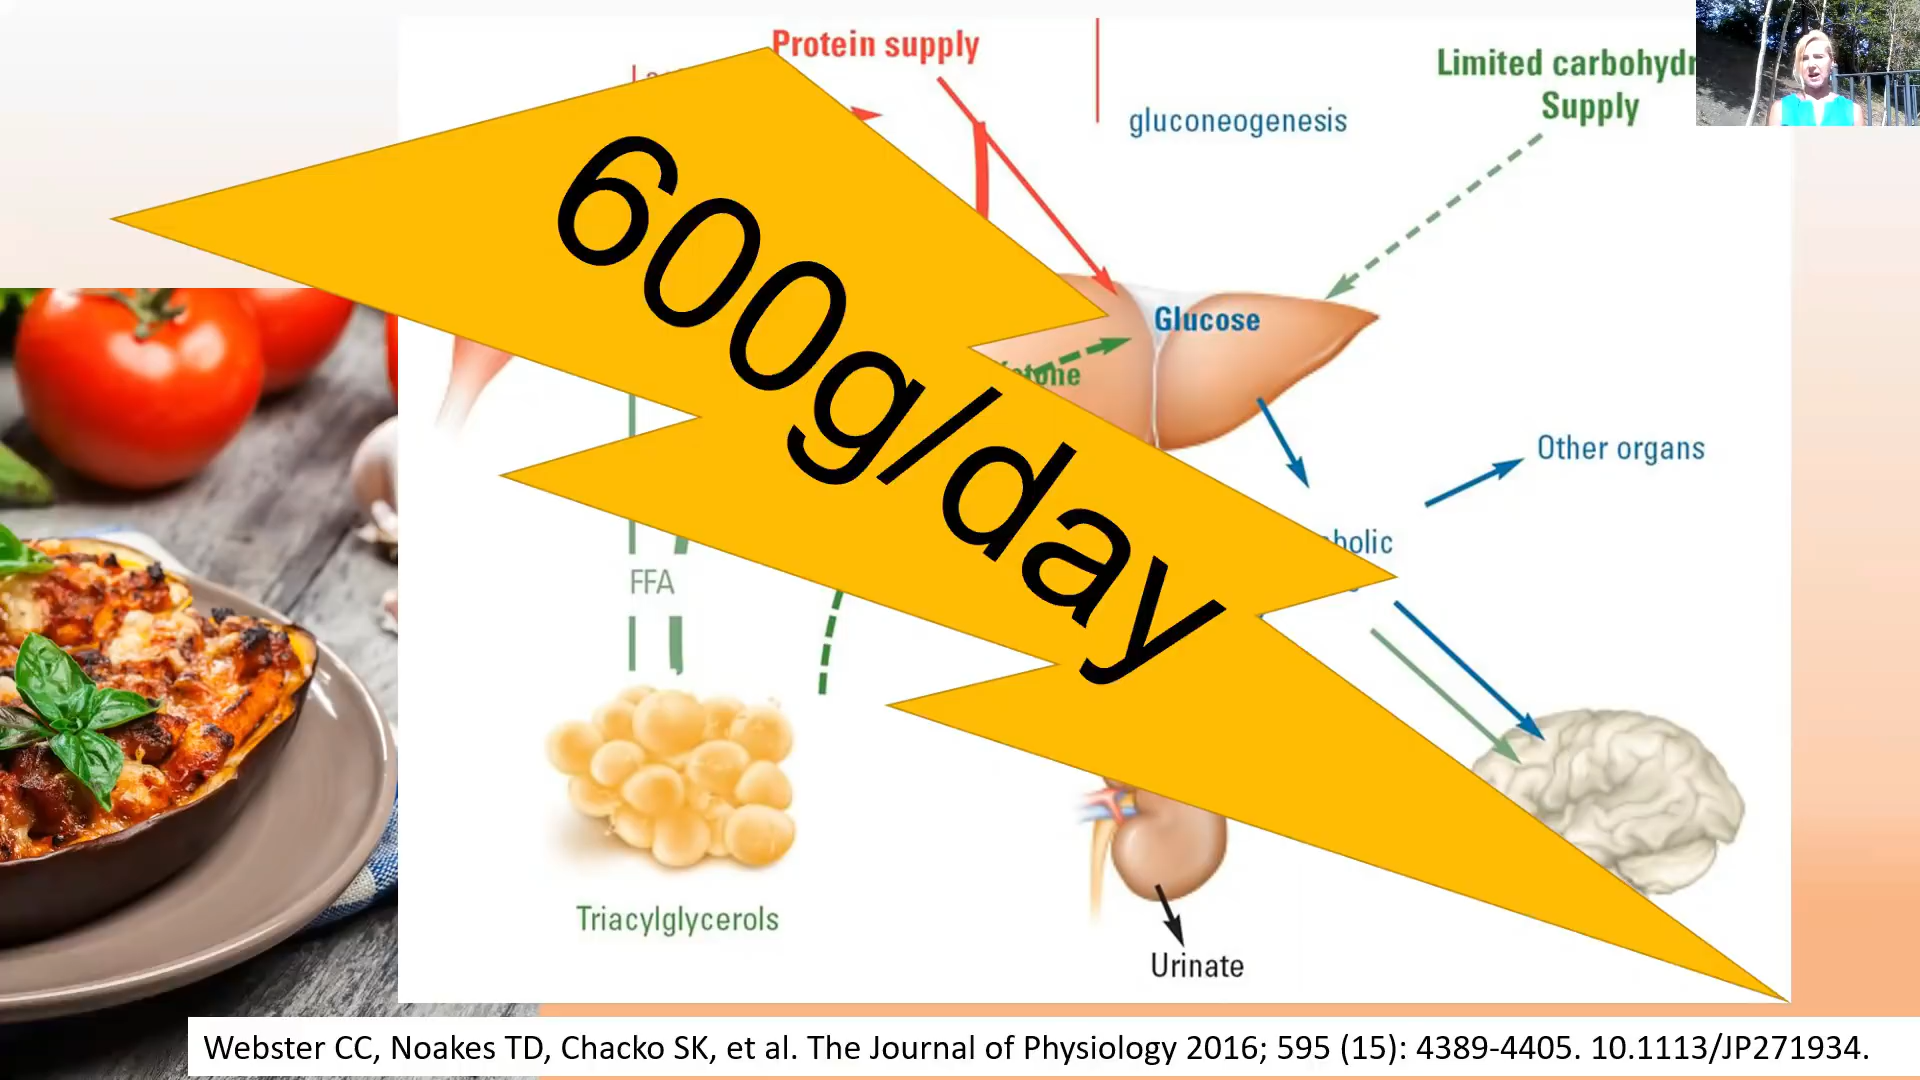 Protein supply
Limited
Supply
gluconeogenesis
Glucose
600g/day
Other organs
FFA
Triacylglycerols
Urinate
Webster CC, Noakes TD, Chacko SK, et al. The Journal of Physiology 2016; 595 (15): 4389-4405. 10.1113/JP271934.